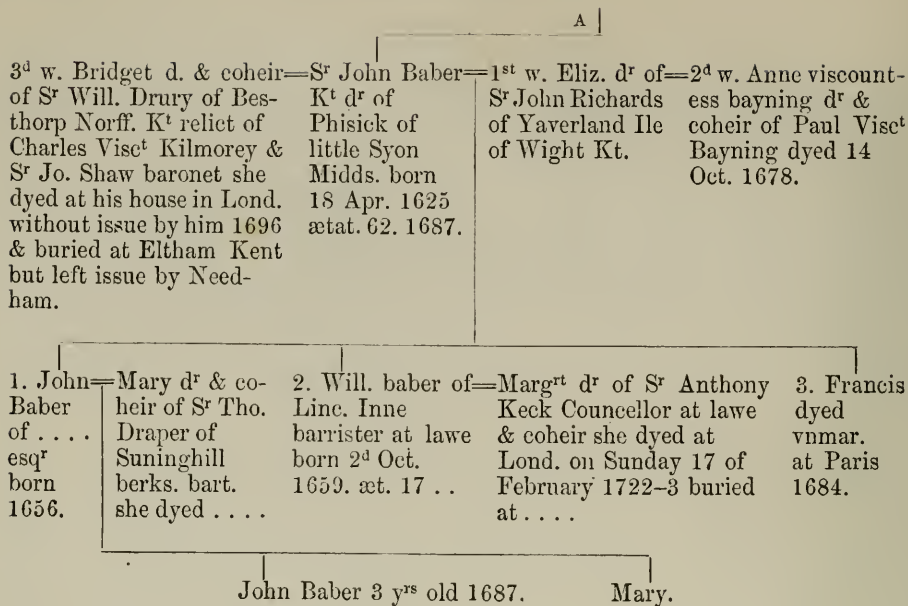 A
3ᵈ w. Bridget d. & coheir=
of Sʳ Will. Drury of Bes-
thorp Norff. Kᵗ relict of
Charles Viscᵗ Kilmorey &
Sʳ Jo. Shaw baronet she
dyed at his house in Lond.
without issue by him 1696
& buried at Eltham Kent
but left issue by Need-
ham.
Sʳ John Baber=
Kᵗ dʳ of
Phisick of
little Syon
Midds. born
18 Apr. 1625
ætat. 62. 1687.
1ˢᵗ w. Eliz. dʳ of=
Sʳ John Richards
of Yaverland Ile
of Wight Kt.
2ᵈ w. Anne viscount-
ess bayning dʳ &
coheir of Paul Viscᵗ
Bayning dyed 14
Oct. 1678.
1. John=
Baber
of ....
esqʳ
born
1656.
Mary dʳ & co-
heir of Sʳ Tho.
Draper of
Suninghill
berks. bart.
she dyed ....
2. Will. baber of=
Linc. Inne
barrister at lawe
born 2ᵈ Oct.
1659. æt. 17 ..
Margʳᵗ dʳ of Sʳ Anthony
Keck Councellor at lawe
& coheir she dyed at
Lond. on Sunday 17 of
February 1722–3 buried
at ....
3. Francis
dyed
vnmar.
at Paris
1684.
John Baber 3 yʳˢ old 1687.
Mary.